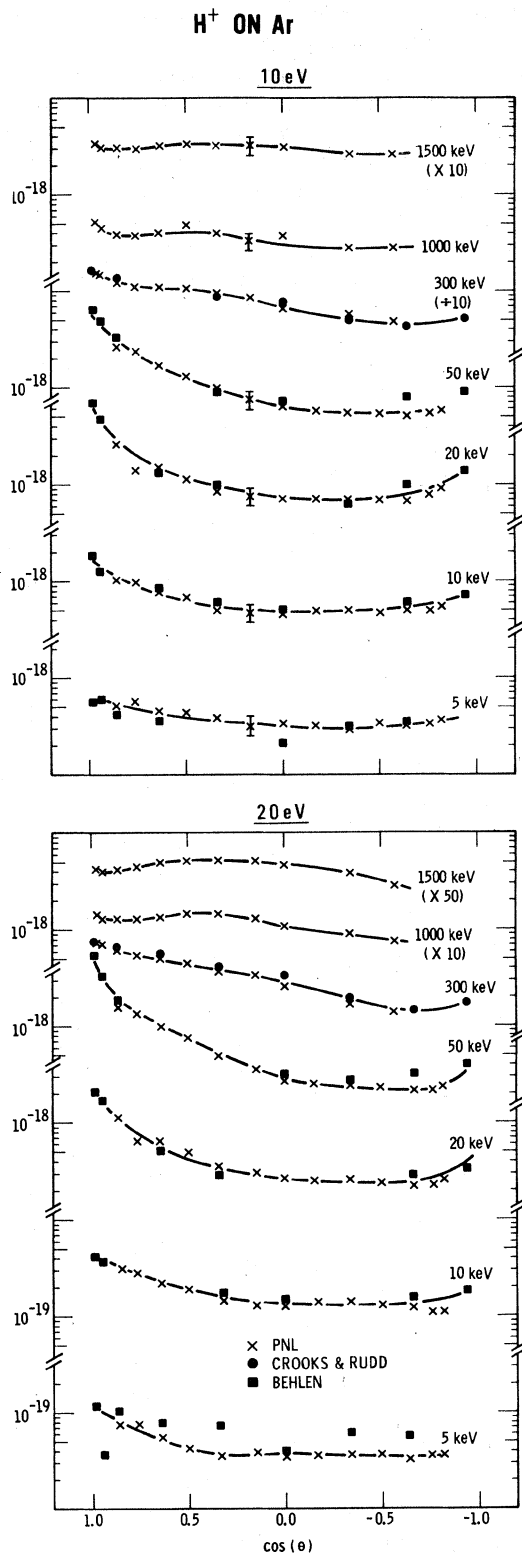 H⁺ ON Ar
10 eV
1500 keV
(X 10)
10⁻¹⁸
1000 keV
300 keV
(÷10)
50 keV
10⁻¹⁸
20 keV
10⁻¹⁸
10 keV
10⁻¹⁸
10⁻¹⁸
5 keV
20 eV
1500 keV
(X 50)
10⁻¹⁸
1000 keV
(X 10)
300 keV
10⁻¹⁸
50 keV
10⁻¹⁸
20 keV
10 keV
10⁻¹⁹
× PNL
● CROOKS & RUDD
■ BEHLEN
10⁻¹⁹
5 keV
1.0 0.5 0.0 -0.5 -1.0
cos (θ)